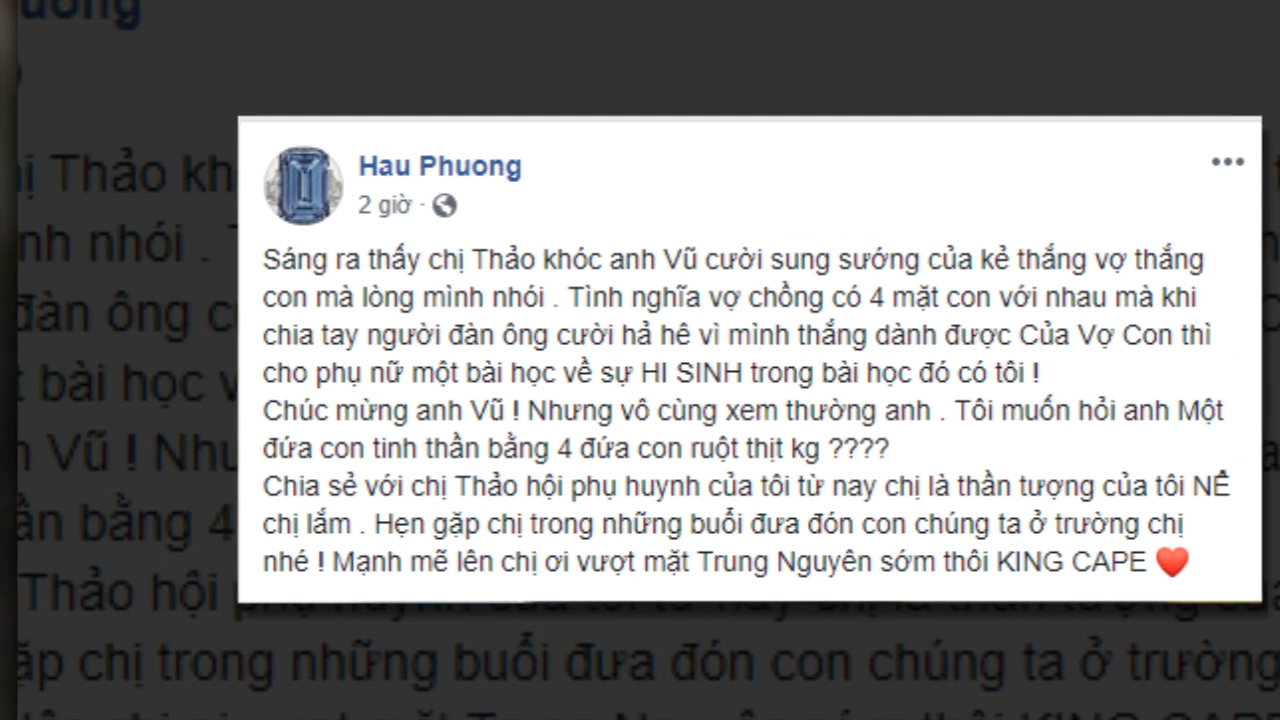 Hau Phuong
2 giờ ·
Sáng ra thấy chị Thảo khóc anh Vũ cười sung sướng của kẻ thắng vợ thắng
con mà lòng mình nhói . Tình nghĩa vợ chồng có 4 mặt con với nhau mà khi
chia tay người đàn ông cười hả hê vì mình thắng dành được Của Vợ Con thì
cho phụ nữ một bài học về sự HI SINH trong bài học đó có tôi !
Chúc mừng anh Vũ ! Nhưng vô cùng xem thường anh . Tôi muốn hỏi anh Một
đứa con tinh thần bằng 4 đứa con ruột thịt kg ????
Chia sẻ với chị Thảo hội phụ huynh của tôi từ nay chị là thần tượng của tôi NỂ
chị lắm . Hẹn gặp chị trong những buổi đưa đón con chúng ta ở trường chị
nhé ! Mạnh mẽ lên chị ơi vượt mặt Trung Nguyên sớm thôi KING CAPE ❤️